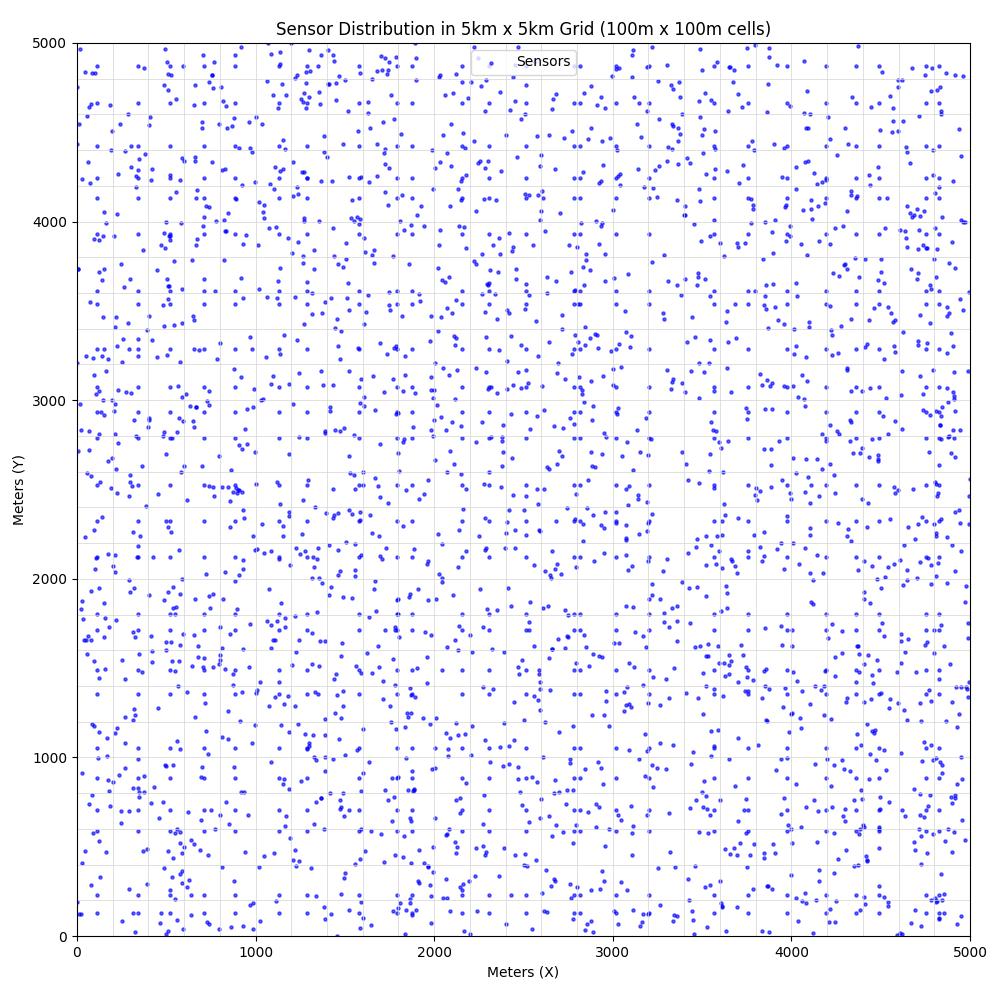 Sensor Distribution in 5km x 5km Grid (100m x 100m cells)
Sensors
5000
4000
3000
2000
1000
0
Meters (Y)
0 1000 2000 3000 4000 5000
Meters (X)